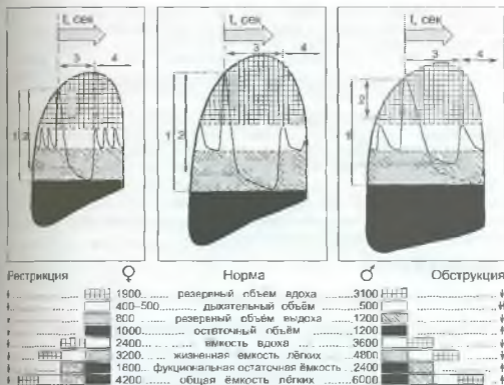 t, сек t, сек t, сек
3 4 3 4 3 4
1 2 1 2 1 2
Рестрикция ♀ Норма ♂ Обструкция
1900 резервный объём вдоха 3100
400–500 дыхательный объём 500
800 резервный объем выдоха 1200
1000 остаточный объём 1200
2400 ёмкость вдоха 3600
3200 жизненная ёмкость лёгких 4800
1800 фукциональная остаточная ёмкость 2400
4200 общая ёмкость лёгких 6000